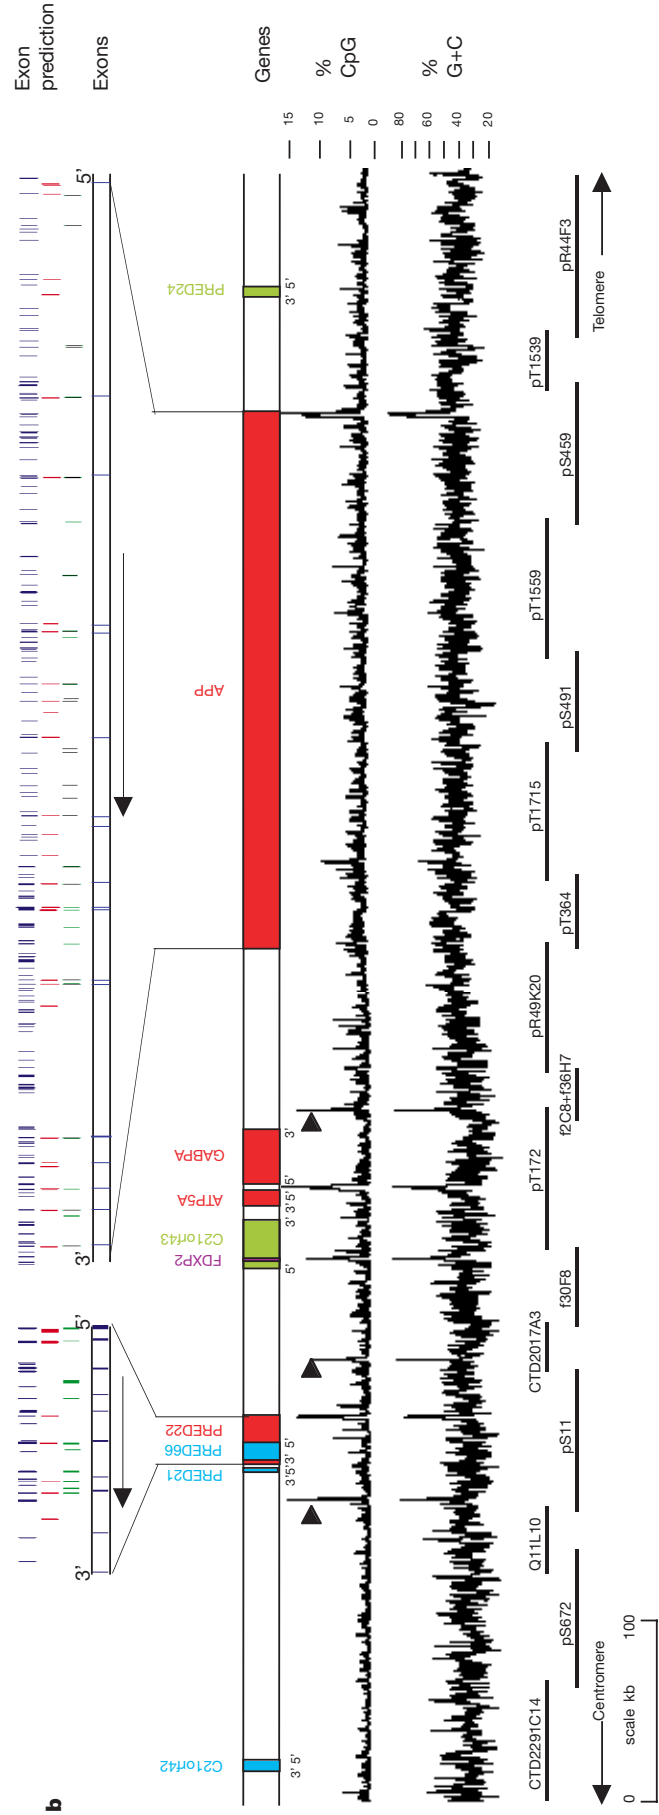 b
Exon
prediction
Exons
Genes
%
CpG
%
G+C
3'
5'
3'
5'
C21orf42
PRED21
PRED66
PRED22
FDXP2
C21orf43
ATP5A
GABPA
APP
PRED24
3' 5'
3'5'3' 5'
5'
3' 3'5' 5'
3'
3' 5'
15
10
5
0
80
60
40
20
CTD2291C14
pS672
Q11L10
pS11
CTD2017A3
f30F8
pT172
f2C8+f36H7
pR49K20
pT364
pT1715
pS491
pT1559
pS459
pT1539
pR44F3
Centromere
Telomere
0
scale kb
100